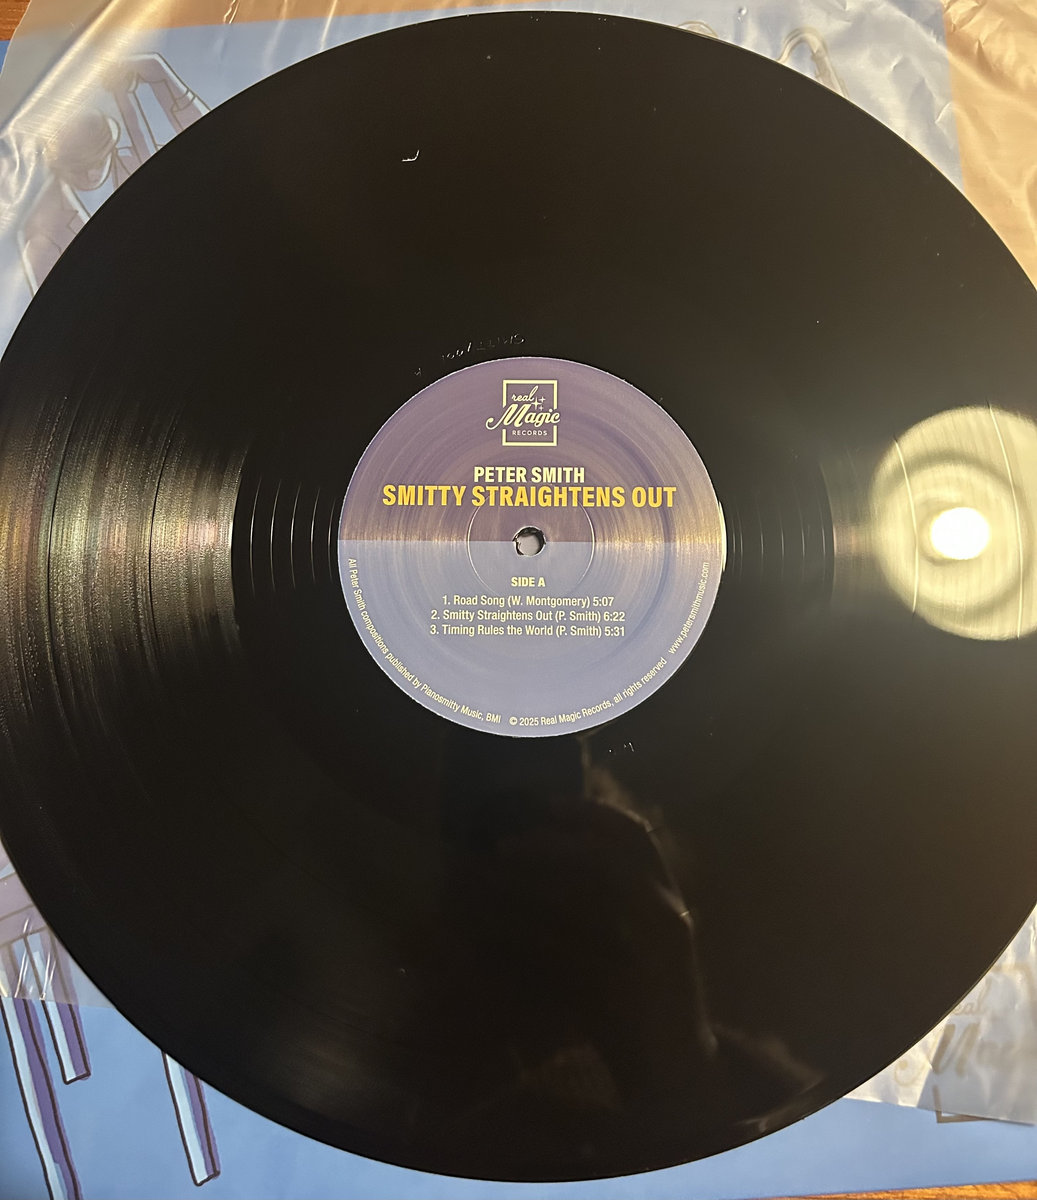 real
Magic
RECORDS
PETER SMITH
SMITTY STRAIGHTENS OUT
SIDE A
1. Road Song (W. Montgomery) 5:07
2. Smitty Straightens Out (P. Smith) 6:22
3. Timing Rules the World (P. Smith) 5:31
All Peter Smith compositions published by Pianosmitty Music, BMI © 2025 Real Magic Records, all rights reserved www.petersmithmusic.com